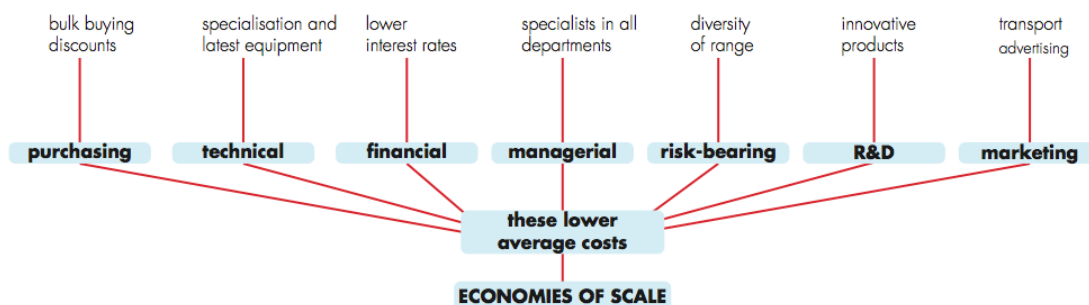 bulk buying
discounts
specialisation and
latest equipment
lower
interest rates
specialists in all
departments
diversity
of range
innovative
products
transport
advertising
purchasing
technical
financial
managerial
risk-bearing
R&D
marketing
these lower
average costs
ECONOMIES OF SCALE